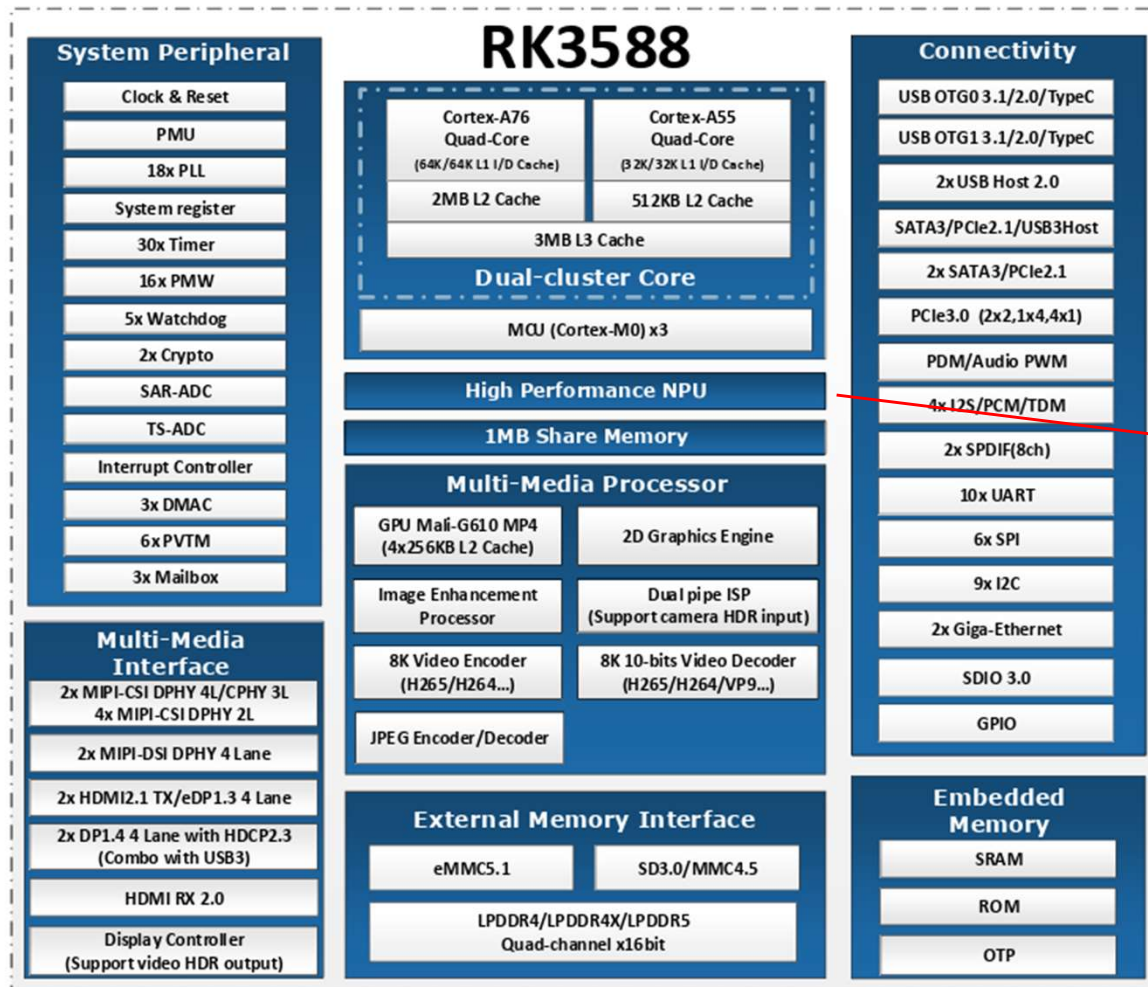 RK3588
System Peripheral
Clock & Reset
PMU
18x PLL
System register
30x Timer
16x PMW
5x Watchdog
2x Crypto
SAR-ADC
TS-ADC
Interrupt Controller
3x DMAC
6x PVTM
3x Mailbox
Multi-Media
Interface
2x MIPI-CSI DPHY 4L/CPHY 3L
4x MIPI-CSI DPHY 2L
2x MIPI-DSI DPHY 4 Lane
2x HDMI2.1 TX/eDP1.3 4 Lane
2x DP1.4 4 Lane with HDCP2.3
(Combo with USB3)
HDMI RX 2.0
Display Controller
(Support video HDR output)
Cortex-A76
Quad-Core
(64K/64K L1 I/D Cache)
2MB L2 Cache
Cortex-A55
Quad-Core
(32K/32K L1 I/D Cache)
512KB L2 Cache
3MB L3 Cache
Dual-cluster Core
MCU (Cortex-M0) x3
High Performance NPU
1MB Share Memory
Multi-Media Processor
GPU Mali-G610 MP4
(4x256KB L2 Cache)
2D Graphics Engine
Image Enhancement
Processor
Dual pipe ISP
(Support camera HDR input)
8K Video Encoder
(H265/H264...)
8K 10-bits Video Decoder
(H265/H264/VP9...)
JPEG Encoder/Decoder
External Memory Interface
eMMC5.1
SD3.0/MMC4.5
LPDDR4/LPDDR4X/LPDDR5
Quad-channel x16bit
Connectivity
USB OTG0 3.1/2.0/TypeC
USB OTG1 3.1/2.0/TypeC
2x USB Host 2.0
SATA3/PCIe2.1/USB3Host
2x SATA3/PCIe2.1
PCIe3.0 (2x2,1x4,4x1)
PDM/Audio PWM
4x I2S/PCM/TDM
2x SPDIF(8ch)
10x UART
6x SPI
9x I2C
2x Giga-Ethernet
SDIO 3.0
GPIO
Embedded
Memory
SRAM
ROM
OTP